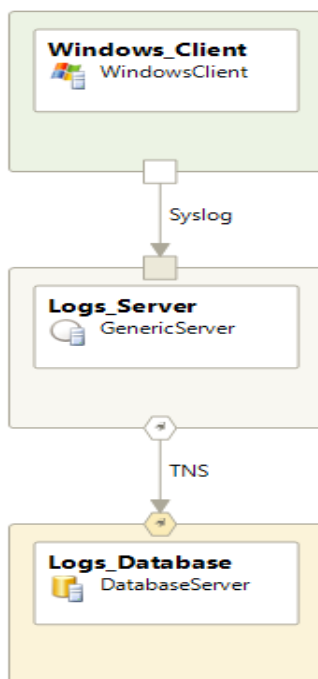 Windows_Client
WindowsClient
Syslog
Logs_Server
GenericServer
TNS
Logs_Database
DatabaseServer